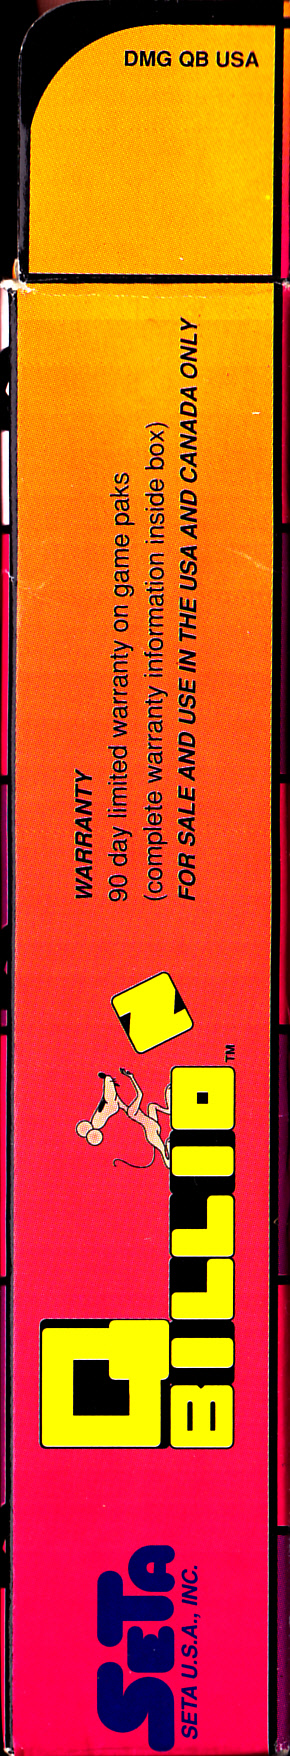 DMG QB USA
WARRANTY
90 day limited warranty on game paks
(complete warranty information inside box)
FOR SALE AND USE IN THE USA AND CANADA ONLY
Q
BILLION™
SETA
SETA U.S.A., INC.